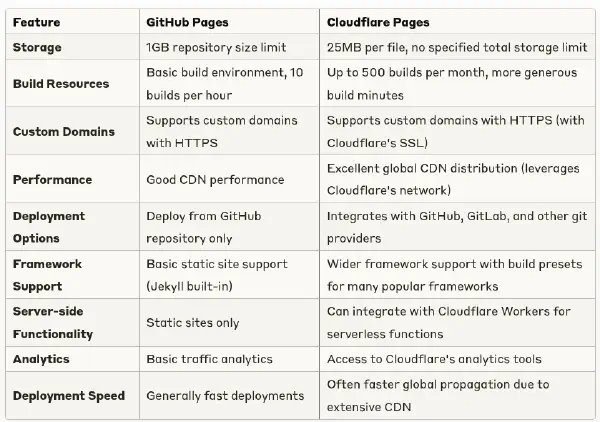 Feature GitHub Pages Cloudflare Pages
Storage 1GB repository size limit 25MB per file, no specified total storage limit
Build Resources
Basic build environment, 10
builds per hour
Up to 500 builds per month, more generous
build minutes
Custom Domains
Supports custom domains
with HTTPS
Supports custom domains with HTTPS (with
Cloudflare's SSL)
Performance
Good CDN performance
Excellent global CDN distribution (leverages
Cloudflare's network)
Deployment
Options
Deploy from GitHub
repository only
Integrates with GitHub, GitLab, and other git
providers
Framework
Support
Basic static site support
(Jekyll built-in)
Wider framework support with build presets
for many popular frameworks
Server-side
Functionality
Static sites only
Can integrate with Cloudflare Workers for
serverless functions
Analytics Basic traffic analytics Access to Cloudflare's analytics tools
Deployment Speed
Generally fast deployments
Often faster global propagation due to
extensive CDN